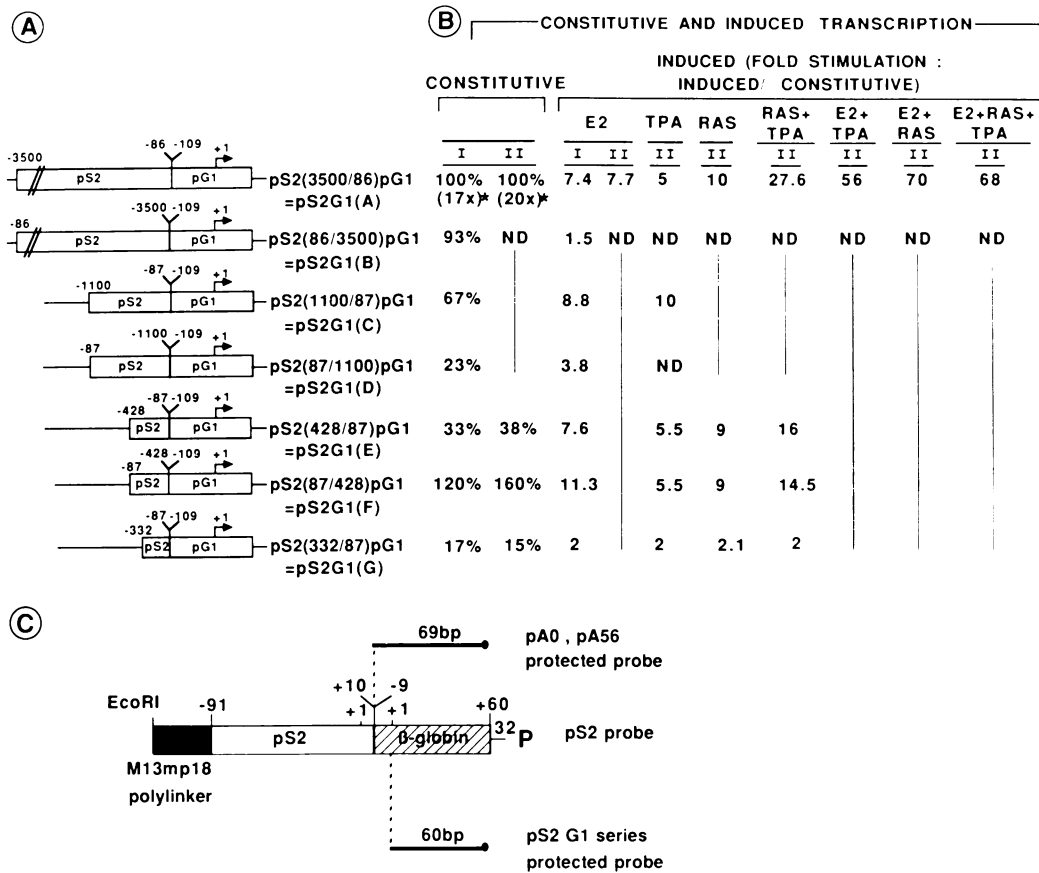 A
B
CONSTITUTIVE AND INDUCED TRANSCRIPTION
CONSTITUTIVE
INDUCED (FOLD STIMULATION :
INDUCED/ CONSTITUTIVE)
E2 TPA RAS RAS+ TPA E2+ TPA E2+ RAS E2+RAS+ TPA
I II I II II II II II II II
-3500 -86 -109 +1
pS2 pG1 pS2(3500/86)pG1 100% 100% 7.4 7.7 5 10 27.6 56 70 68
=pS2G1(A) (17x)* (20x)*
-86 -3500 -109 +1
pS2 pG1 pS2(86/3500)pG1 93% ND 1.5 ND ND ND ND ND ND ND
=pS2G1(B)
-1100 -87 -109 +1
pS2 pG1 pS2(1100/87)pG1 67% 8.8 10
=pS2G1(C)
-87 -1100 -109 +1
pS2 pG1 pS2(87/1100)pG1 23% 3.8 ND
=pS2G1(D)
-428 -87 -109 +1
pS2 pG1 pS2(428/87)pG1 33% 38% 7.6 5.5 9 16
=pS2G1(E)
-87 -428 -109 +1
pS2 pG1 pS2(87/428)pG1 120% 160% 11.3 5.5 9 14.5
=pS2G1(F)
-332 -87 -109 +1
pS2 pG1 pS2(332/87)pG1 17% 15% 2 2 2.1 2
=pS2G1(G)
C
69bp pA0 , pA56
protected probe
EcoRI -91 +10 -9 +1 +1 +60
pS2 ß-globin 32 P pS2 probe
M13mp18
polylinker
60bp pS2 G1 series
protected probe